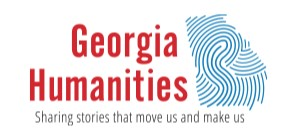 Georgia
Humanities
Sharing stories that move us and make us